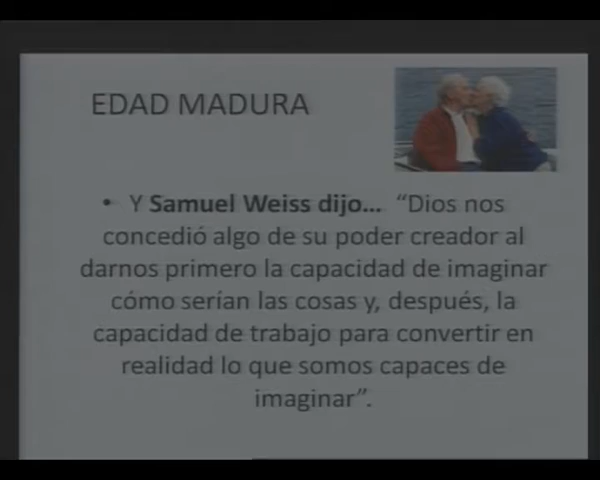 EDAD MADURA
• Y Samuel Weiss dijo... “Dios nos
concedió algo de su poder creador al
darnos primero la capacidad de imaginar
cómo serían las cosas y, después, la
capacidad de trabajo para convertir en
realidad lo que somos capaces de
imaginar”.